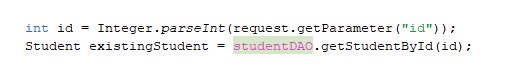 int id = Integer.parseInt(request.getParameter("id"));
Student existingStudent = studentDAO.getStudentById(id);